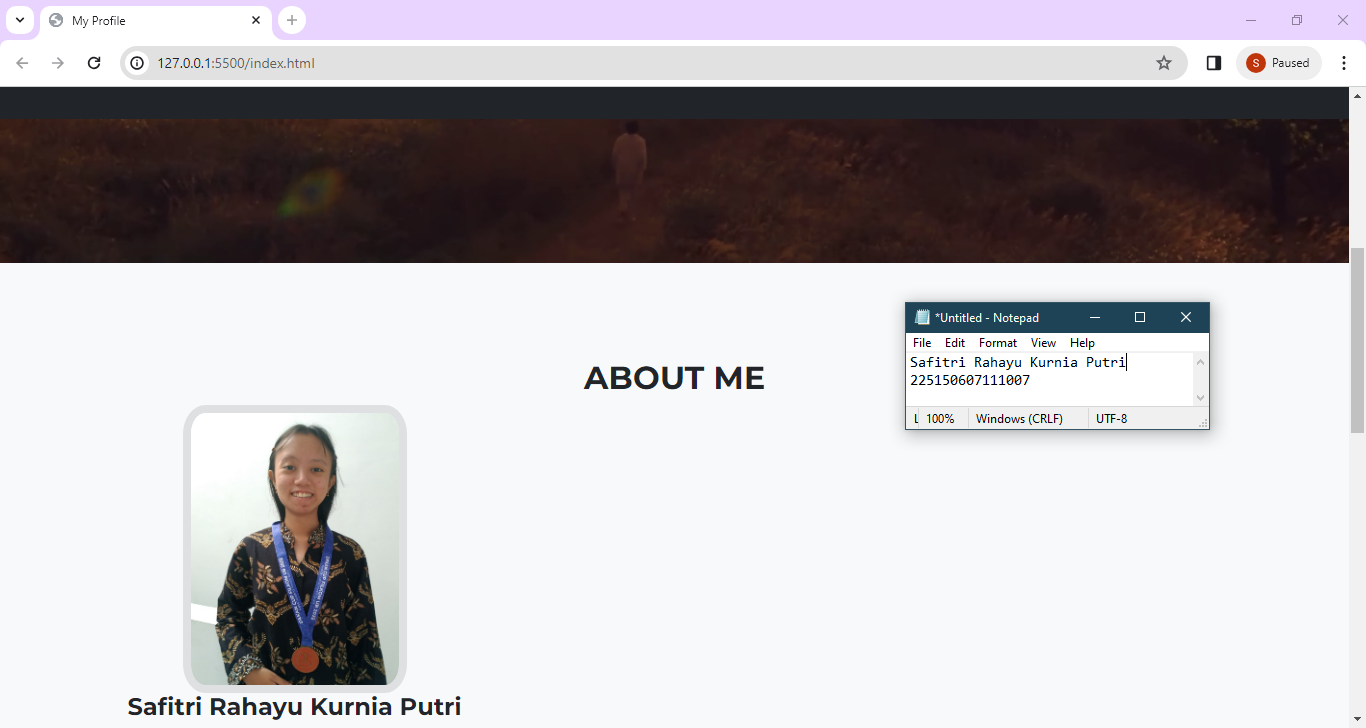 My Profile
127.0.0.1:5500/index.html
S
Paused
*Untitled - Notepad
File Edit Format View Help
Safitri Rahayu Kurnia Putri
225150607111007
100% Windows (CRLF) UTF-8
ABOUT ME
Safitri Rahayu Kurnia Putri